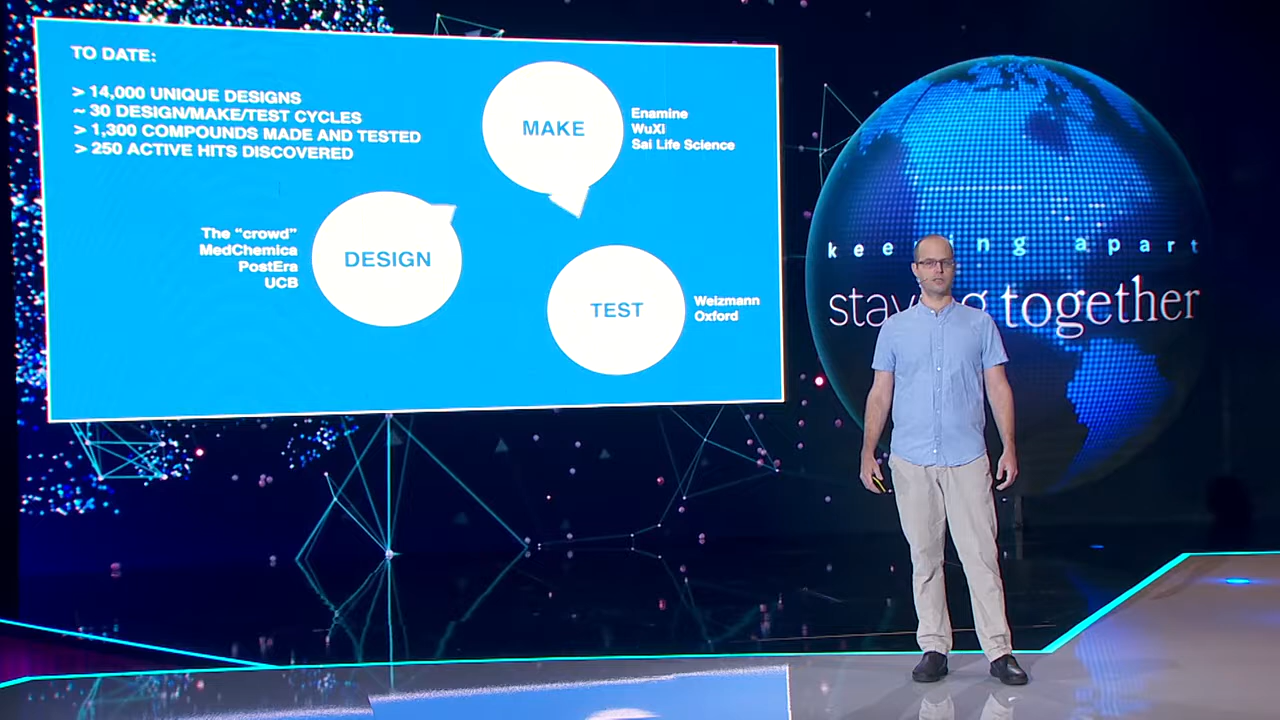 TO DATE:
> 14,000 UNIQUE DESIGNS
~ 30 DESIGN/MAKE/TEST CYCLES
> 1,300 COMPOUNDS MADE AND TESTED
> 250 ACTIVE HITS DISCOVERED
MAKE
Enamine
WuXi
Sai Life Science
The “crowd”
MedChemica
PostEra
UCB
DESIGN
TEST
Weizmann
Oxford
apart
together